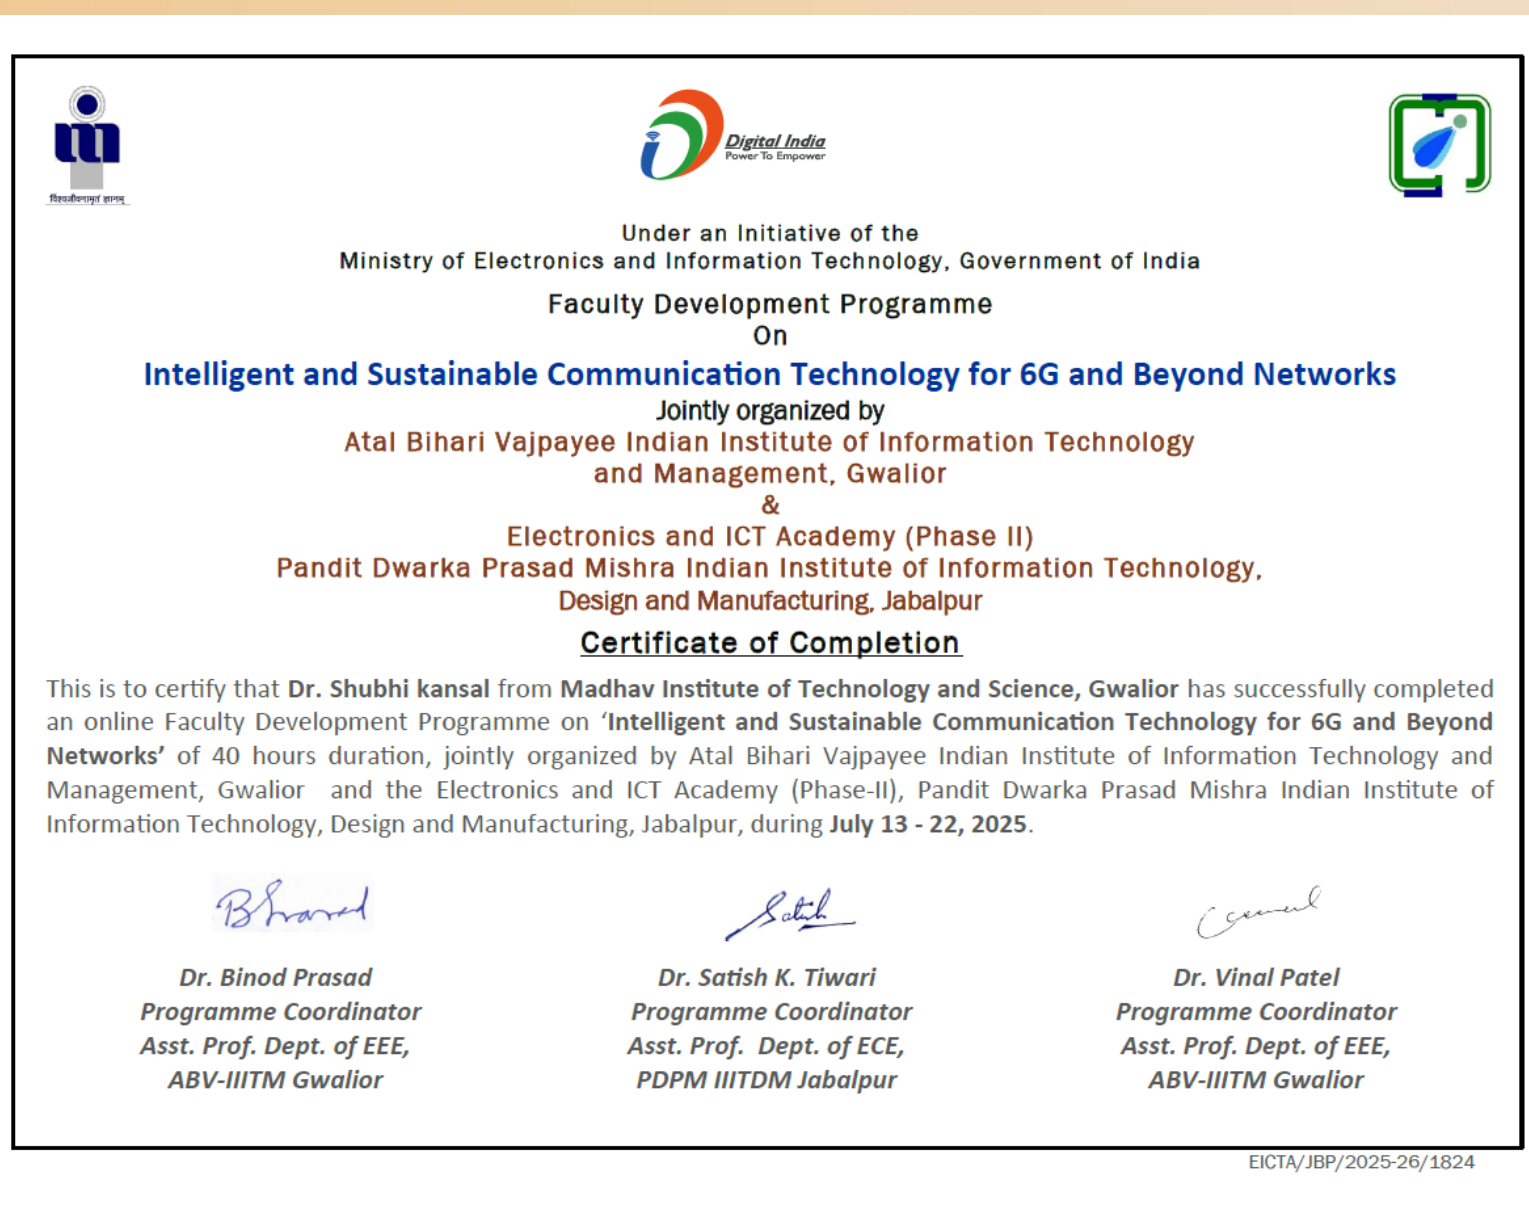 विश्वजीवनामृतं ज्ञानम्
Digital India
Power To Empower
Under an Initiative of the
Ministry of Electronics and Information Technology, Government of India
Faculty Development Programme
On
Intelligent and Sustainable Communication Technology for 6G and Beyond Networks
Jointly organized by
Atal Bihari Vajpayee Indian Institute of Information Technology
and Management, Gwalior
&
Electronics and ICT Academy (Phase II)
Pandit Dwarka Prasad Mishra Indian Institute of Information Technology,
Design and Manufacturing, Jabalpur
Certificate of Completion
This is to certify that Dr. Shubhi kansal from Madhav Institute of Technology and Science, Gwalior has successfully completed
an online Faculty Development Programme on ‘Intelligent and Sustainable Communication Technology for 6G and Beyond
Networks’ of 40 hours duration, jointly organized by Atal Bihari Vajpayee Indian Institute of Information Technology and
Management, Gwalior and the Electronics and ICT Academy (Phase-II), Pandit Dwarka Prasad Mishra Indian Institute of
Information Technology, Design and Manufacturing, Jabalpur, during July 13 - 22, 2025.
BPrasad
Satish
Dr. Binod Prasad
Programme Coordinator
Asst. Prof. Dept. of EEE,
ABV-IIITM Gwalior
Dr. Satish K. Tiwari
Programme Coordinator
Asst. Prof. Dept. of ECE,
PDPM IIITDM Jabalpur
Dr. Vinal Patel
Programme Coordinator
Asst. Prof. Dept. of EEE,
ABV-IIITM Gwalior
EICTA/JBP/2025-26/1824